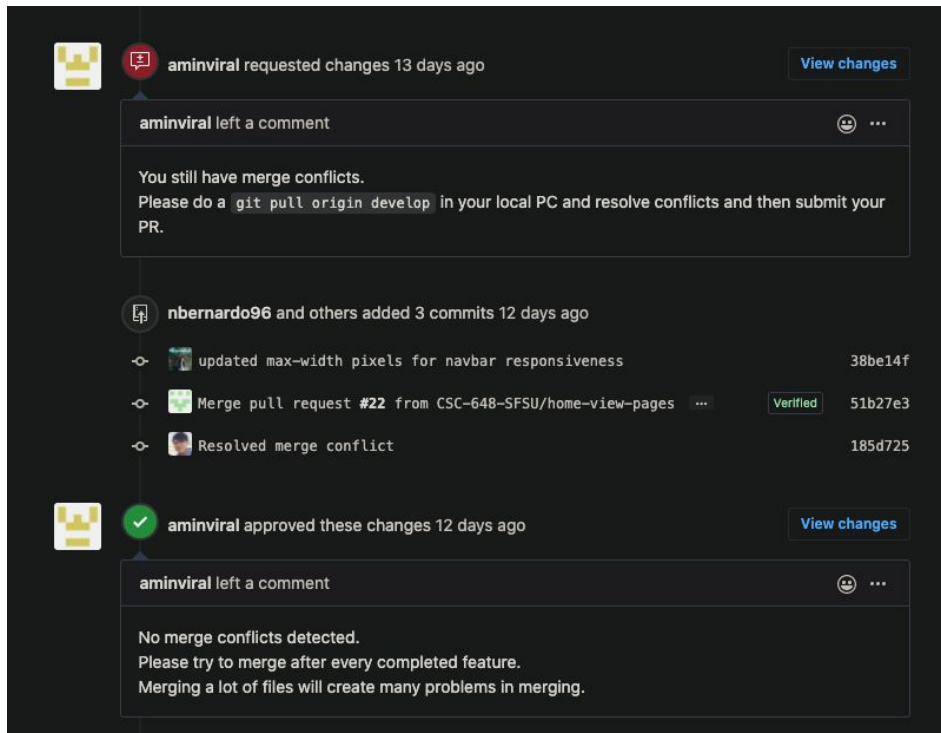 aminviral requested changes 13 days ago
View changes
aminviral left a comment
You still have merge conflicts.
Please do a git pull origin develop in your local PC and resolve conflicts and then submit your
PR.
nbernardo96 and others added 3 commits 12 days ago
updated max-width pixels for navbar responsiveness 38be14f
Merge pull request #22 from CSC-648-SFSU/home-view-pages ... Verified 51b27e3
Resolved merge conflict 185d725
aminviral approved these changes 12 days ago
View changes
aminviral left a comment
No merge conflicts detected.
Please try to merge after every completed feature.
Merging a lot of files will create many problems in merging.